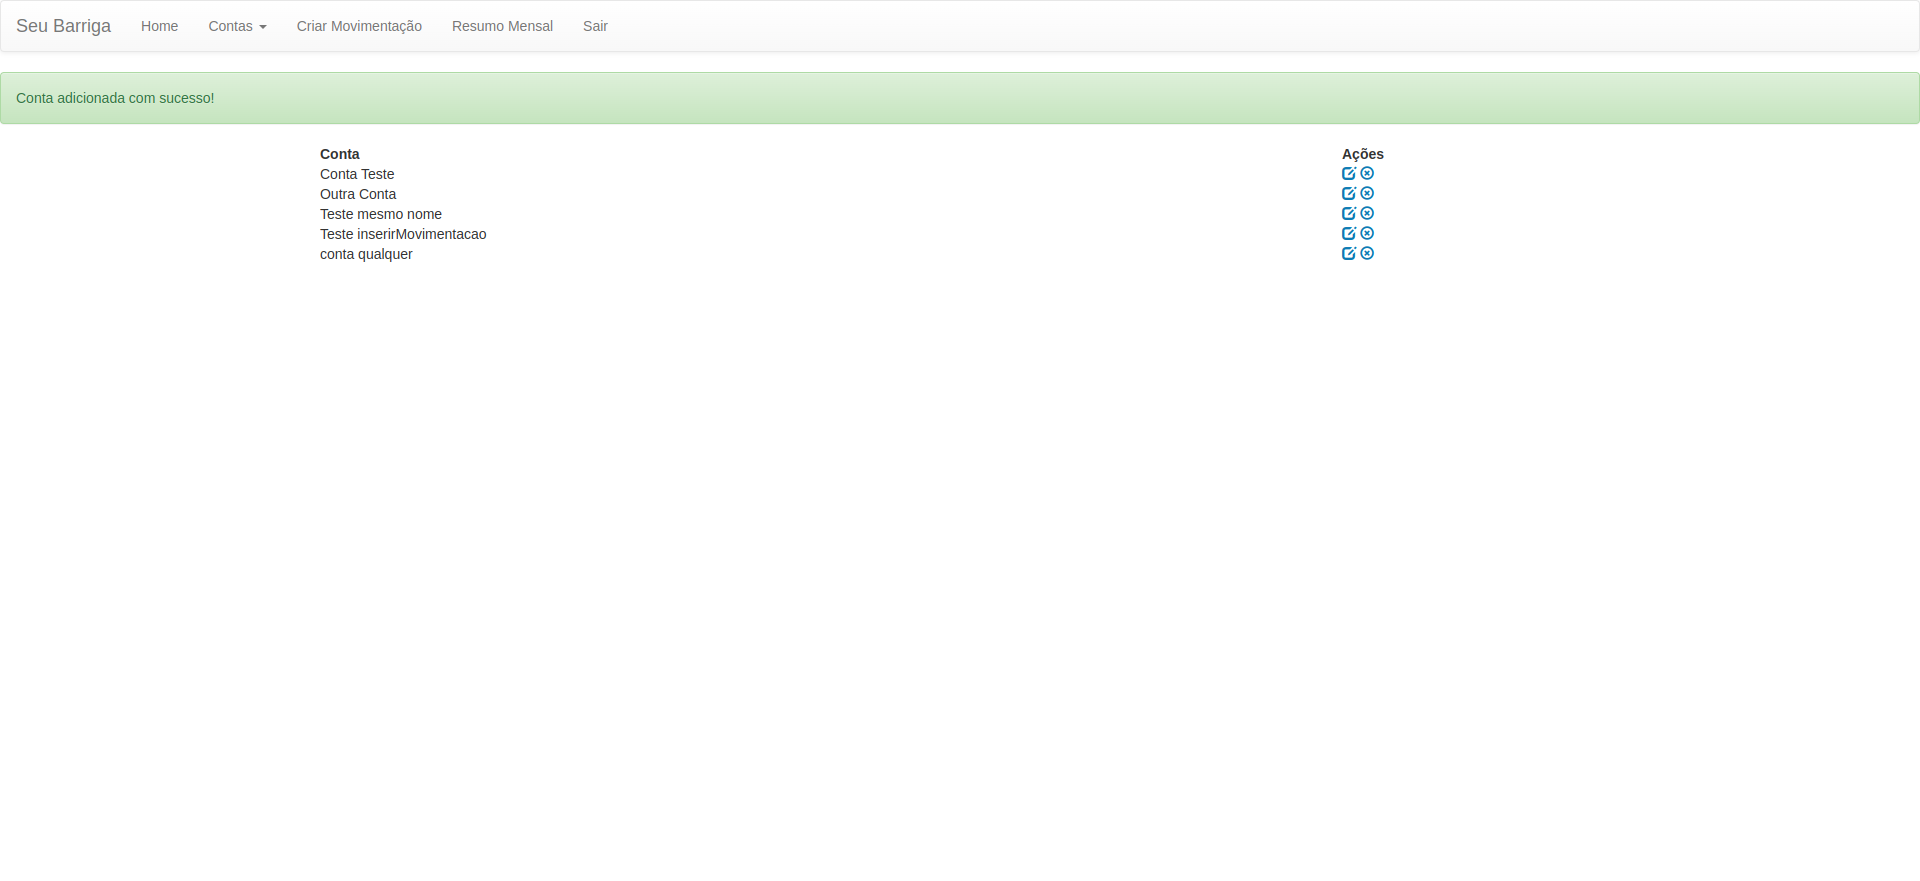 Seu Barriga Home Contas Criar Movimentação Resumo Mensal Sair
Conta adicionada com sucesso!
Conta Ações
Conta Teste
Outra Conta
Teste mesmo nome
Teste inserirMovimentacao
conta qualquer